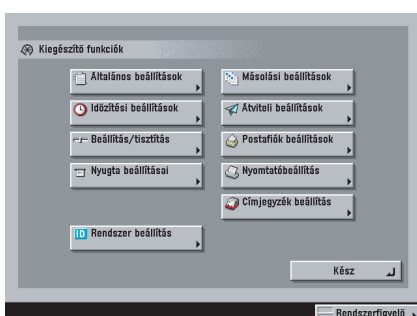 Kiegészítő funkciók
Általános beállítások
Másolási beállítások
Időzítési beállítások
Átviteli beállítások
Beállítás/tisztítás
Postafiók beállítások
Nyugta beállításai
Nyomtatóbeállítás
Címjegyzék beállítás
ID Rendszer beállítás
Kész
Rendszerfigyelő